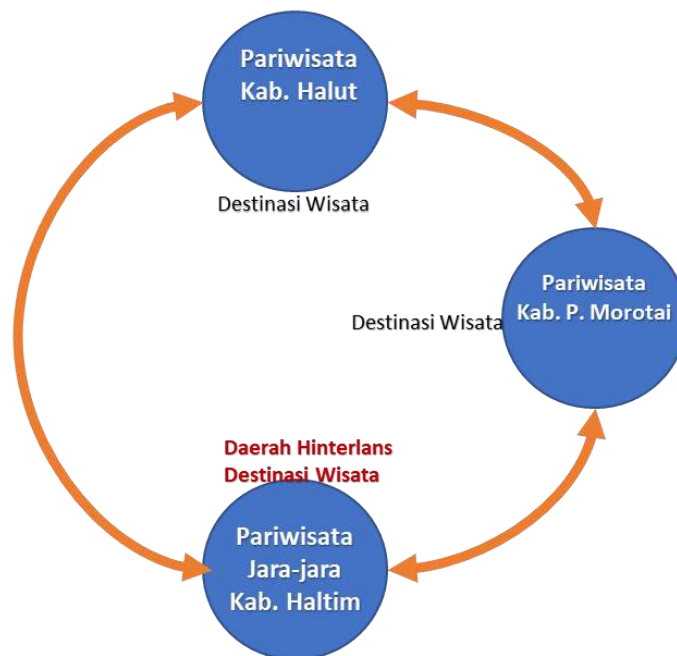 Pariwisata
Kab. Halut
Destinasi Wisata
Pariwisata
Kab. P. Morotai
Destinasi Wisata
Daerah Hinterlans
Destinasi Wisata
Pariwisata
Jara-jara
Kab. Haltim